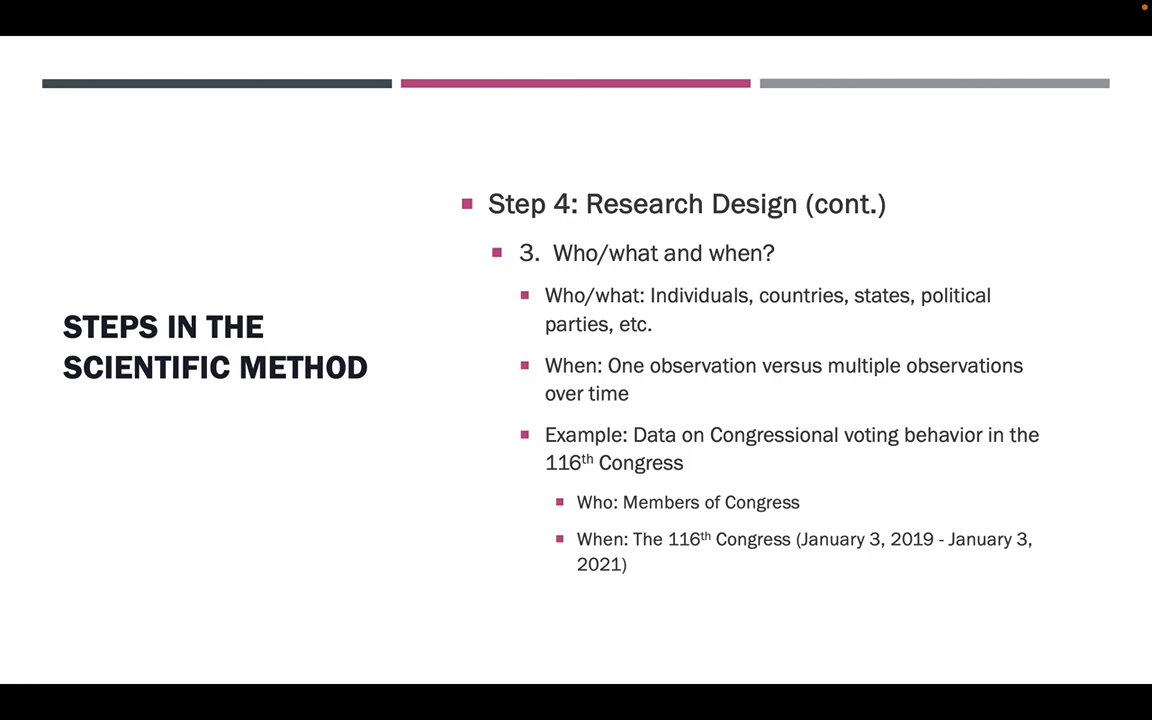 STEPS IN THE
SCIENTIFIC METHOD
Step 4: Research Design (cont.)
3. Who/what and when?
Who/what: Individuals, countries, states, political
parties, etc.
When: One observation versus multiple observations
over time
Example: Data on Congressional voting behavior in the
116th Congress
Who: Members of Congress
When: The 116th Congress (January 3, 2019 - January 3,
2021)